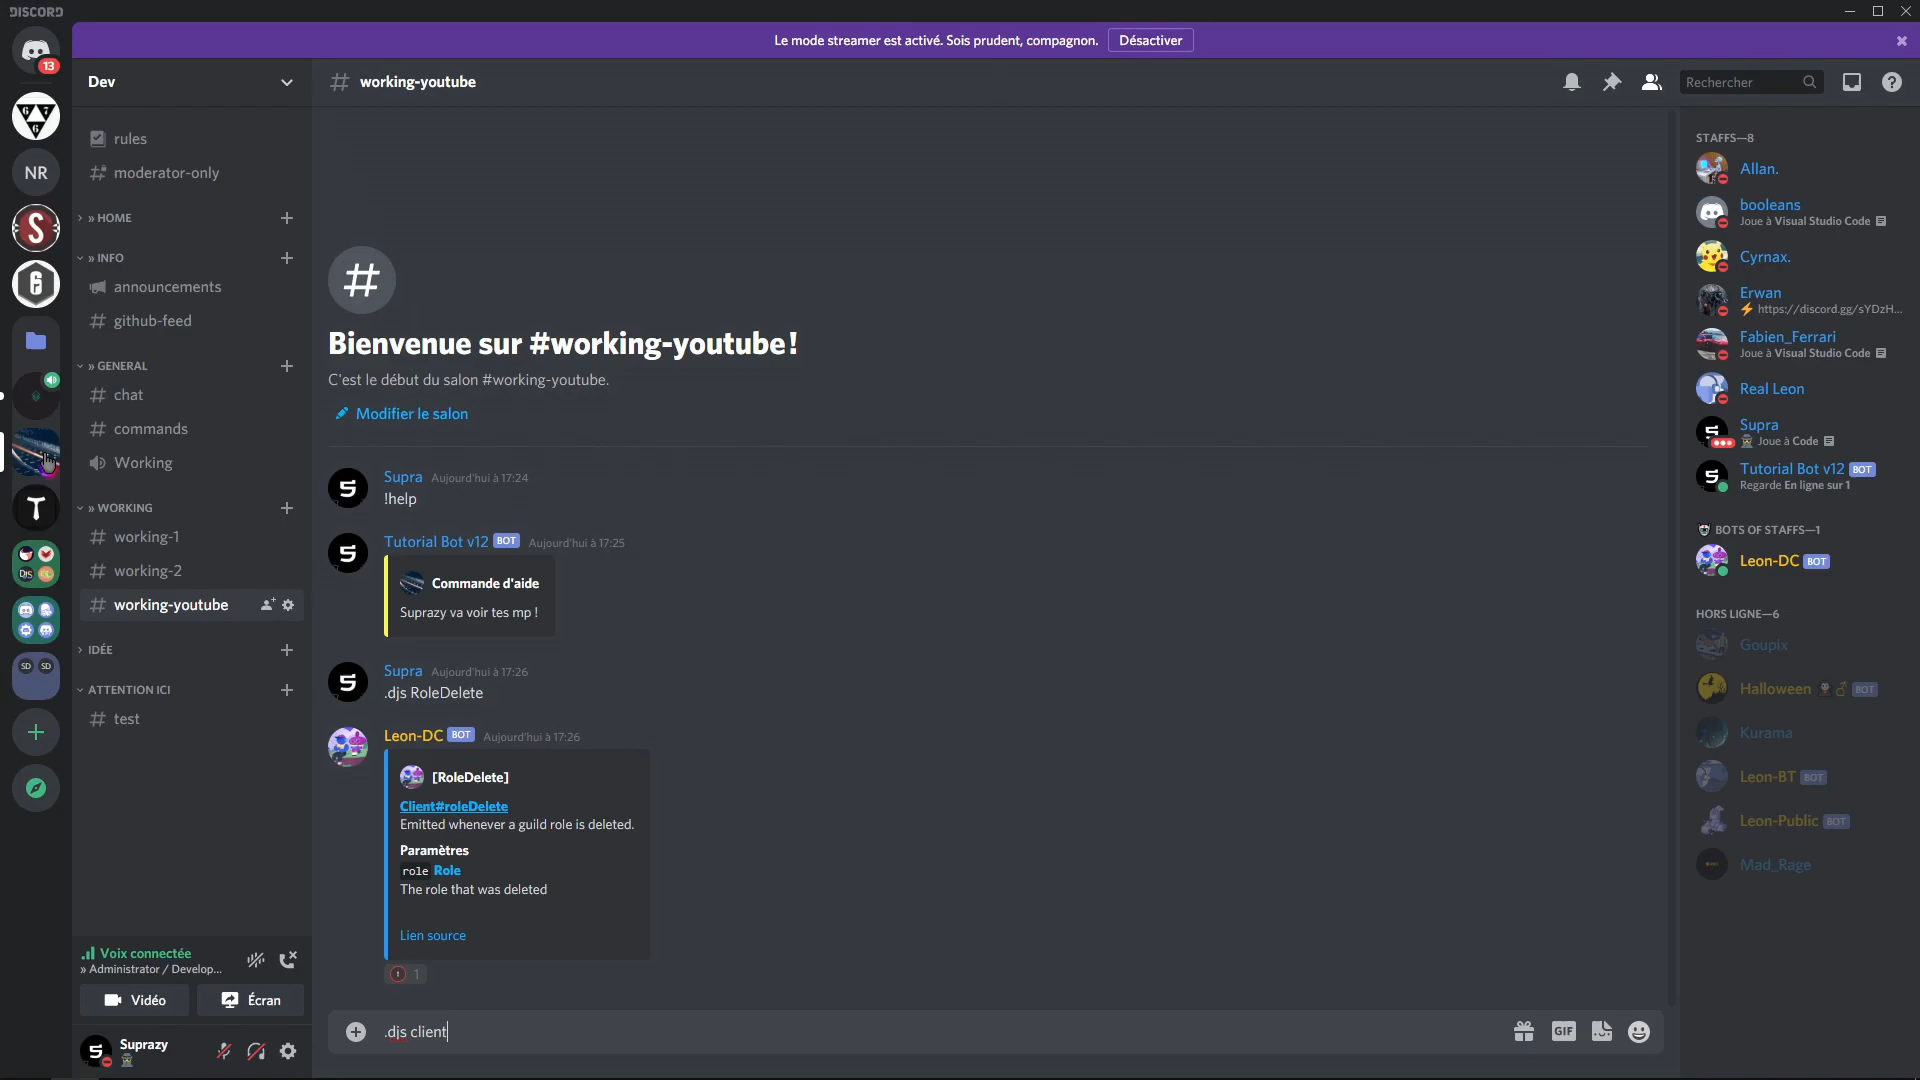 DISCORD
Le mode streamer est activé. Sois prudent, compagnon.
Désactiver
13
NR
Dev
rules
moderator-only
» HOME
» INFO
announcements
github-feed
» GENERAL
chat
commands
Working
» WORKING
working-1
working-2
working-youtube
IDÉE
ATTENTION ICI
test
Voix connectée
» Administrator / Develop...
Vidéo
Écran
Suprazy
working-youtube
Rechercher
Bienvenue sur #working-youtube !
C'est le début du salon #working-youtube.
Modifier le salon
Supra Aujourd'hui à 17:24
!help
Tutorial Bot v12 BOT Aujourd'hui à 17:25
Commande d'aide
Suprazy va voir tes mp !
Supra Aujourd'hui à 17:26
.djs RoleDelete
Leon-DC BOT Aujourd'hui à 17:26
[RoleDelete]
Client#roleDelete
Emitted whenever a guild role is deleted.
Paramètres
role Role
The role that was deleted
Lien source
1
.djs client
GIF
STAFFS—8
Allan.
booleans
Joue à Visual Studio Code
Cyrnax.
Erwan
https://discord.gg/sYDzH...
Fabien_Ferrari
Joue à Visual Studio Code
Real Leon
Supra
Joue à Code
Tutorial Bot v12 BOT
Regarde En ligne sur 1
BOTS OF STAFFS—1
Leon-DC BOT
HORS LIGNE—6
Goupix
Halloween BOT
Kurama
Leon-BT BOT
Leon-Public BOT
Mad_Rage